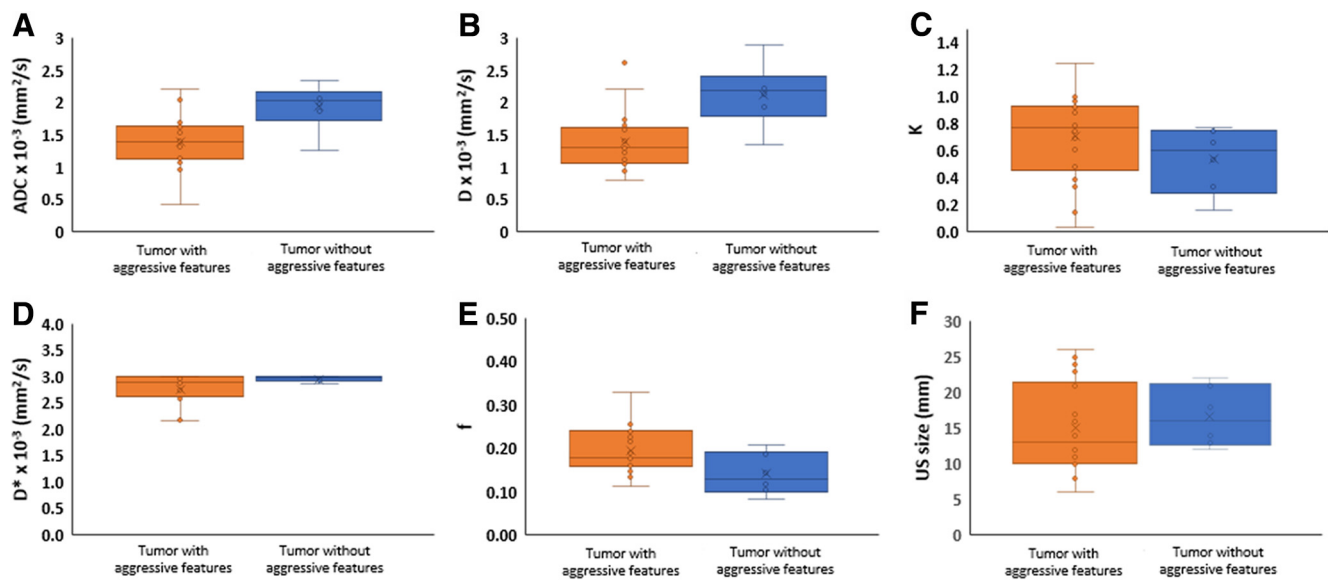 A
ADC x 10-³ (mm²/s)
3
2.5
2
1.5
1
0.5
0
Tumor with
aggressive features
Tumor without
aggressive features
B
D x 10-³ (mm²/s)
3
2.5
2
1.5
1
0.5
0
Tumor with
aggressive features
Tumor without
aggressive features
C
K
1.4
1.2
1.0
0.8
0.6
0.4
0.2
0.0
Tumor with
aggressive features
Tumor without
aggressive features
D
D* x 10-³ (mm²/s)
4.0
3.5
3.0
2.5
2.0
1.5
1.0
0.5
0.0
Tumor with
aggressive features
Tumor without
aggressive features
E
f
0.50
0.40
0.30
0.20
0.10
0.00
Tumor with
aggressive features
Tumor without
aggressive features
F
US size (mm)
30
25
20
15
10
5
0
Tumor with
aggressive features
Tumor without
aggressive features